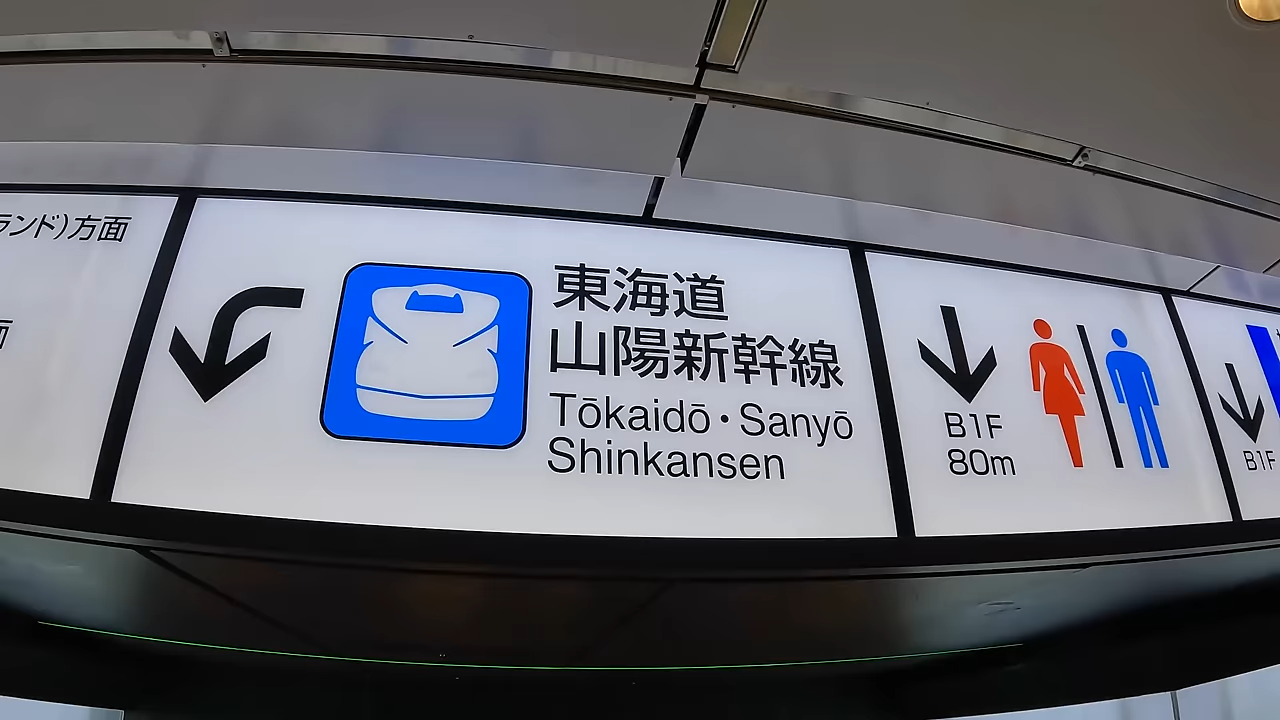 ランド)方面
面
東海道
山陽新幹線
Tōkaidō・Sanyō
Shinkansen
B1F
80m
B1F